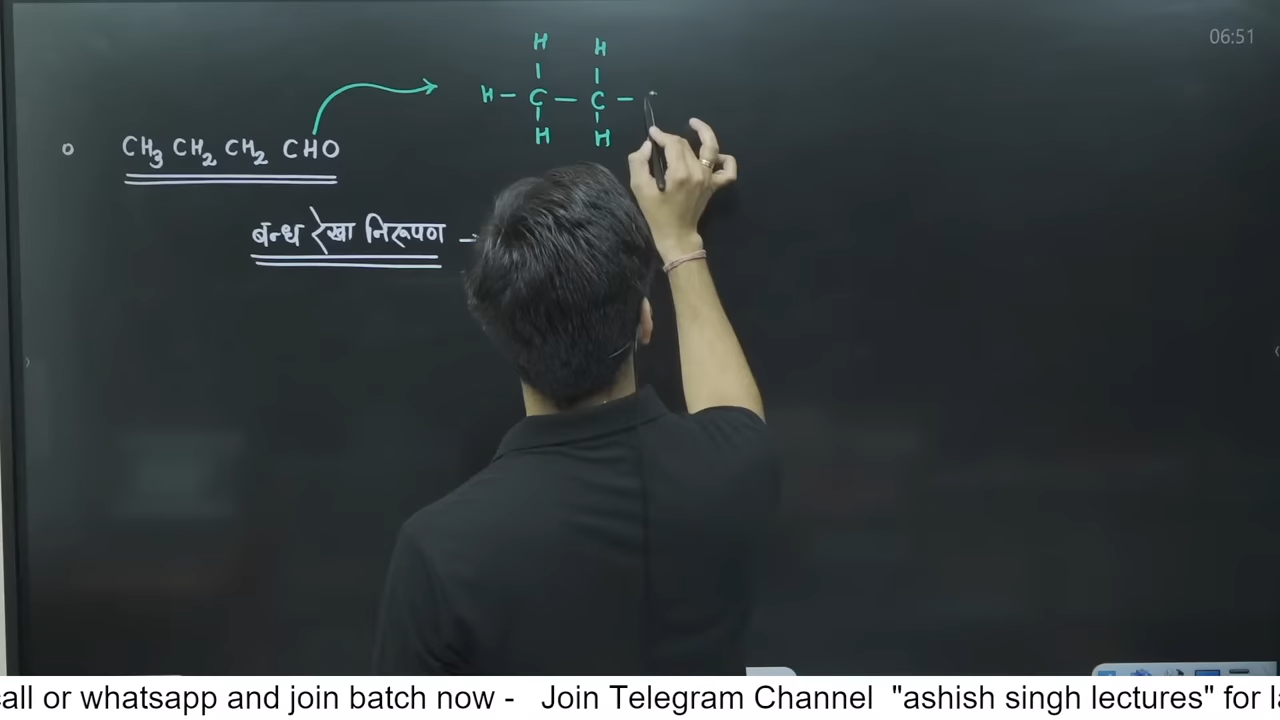 06:51
H H
H - C - C -
H H
CH₃ CH₂ CH₂ CHO
बन्ध रेखा निरूपण →
call or whatsapp and join batch now - Join Telegram Channel "ashish singh lectures" for